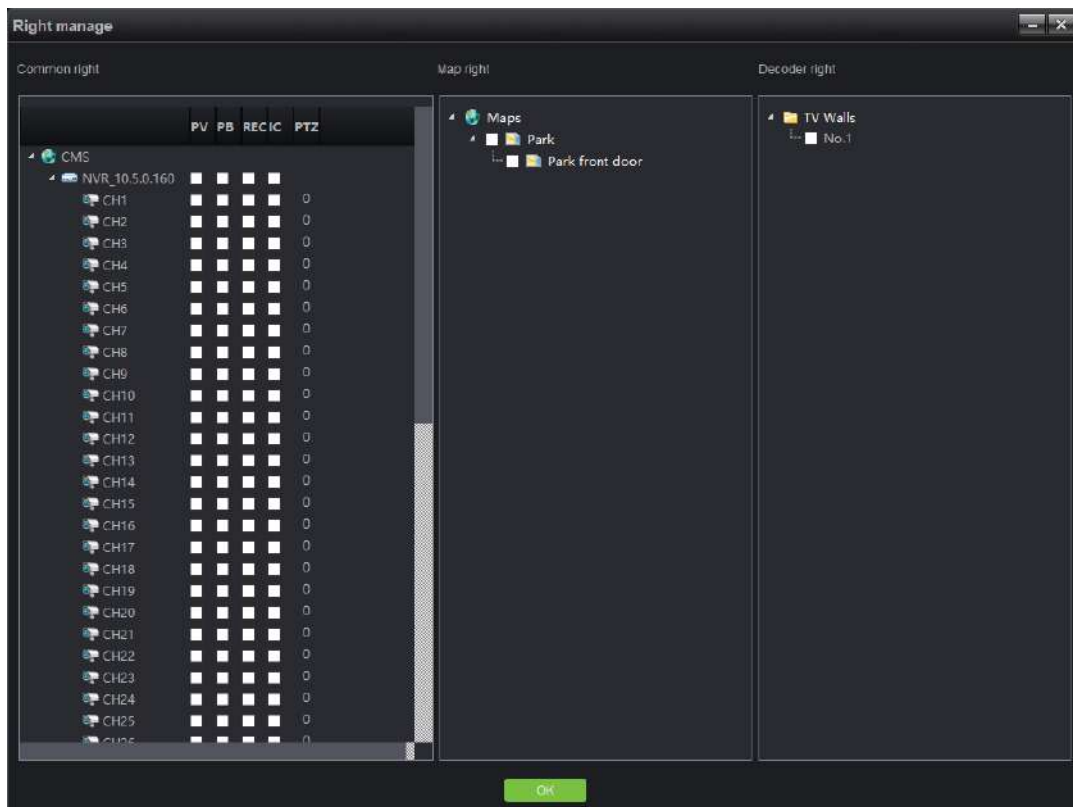 Right manage
Common right
Map right
Decoder right
PV PB REC IC PTZ
CMS
NVR_10.5.0.160
CH1 0
CH2 0
CH3 0
CH4 0
CH5 0
CH6 0
CH7 0
CH8 0
CH9 0
CH10 0
CH11 0
CH12 0
CH13 0
CH14 0
CH15 0
CH16 0
CH17 0
CH18 0
CH19 0
CH20 0
CH21 0
CH22 0
CH23 0
CH24 0
CH25 0
CH26 0
Maps
Park
Park front door
TV Walls
No.1
OK